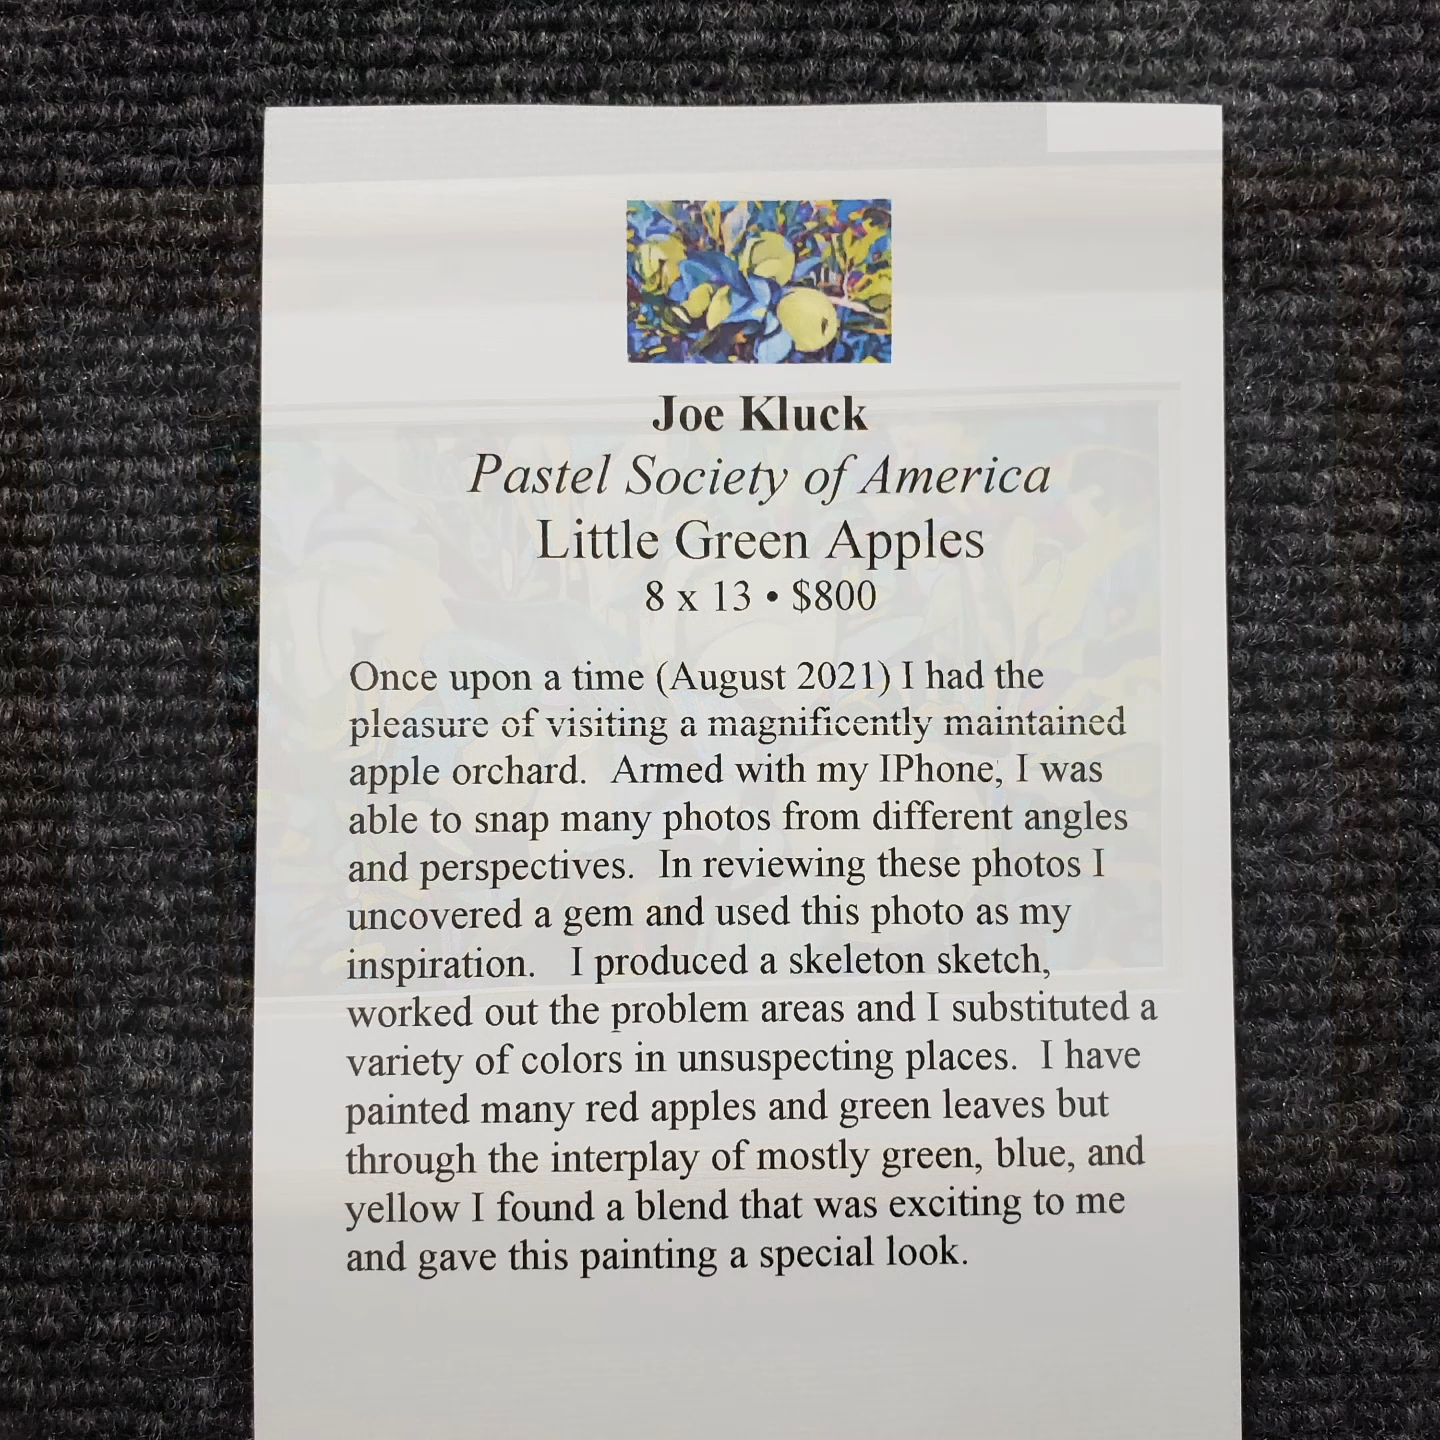 Joe Kluck
Pastel Society of America
Little Green Apples
8 x 13 • $800
Once upon a time (August 2021) I had the
pleasure of visiting a magnificently maintained
apple orchard.  Armed with my IPhone, I was
able to snap many photos from different angles
and perspectives.  In reviewing these photos I
uncovered a gem and used this photo as my
inspiration.   I produced a skeleton sketch,
worked out the problem areas and I substituted a
variety of colors in unsuspecting places.  I have
painted many red apples and green leaves but
through the interplay of mostly green, blue, and
yellow I found a blend that was exciting to me
and gave this painting a special look.